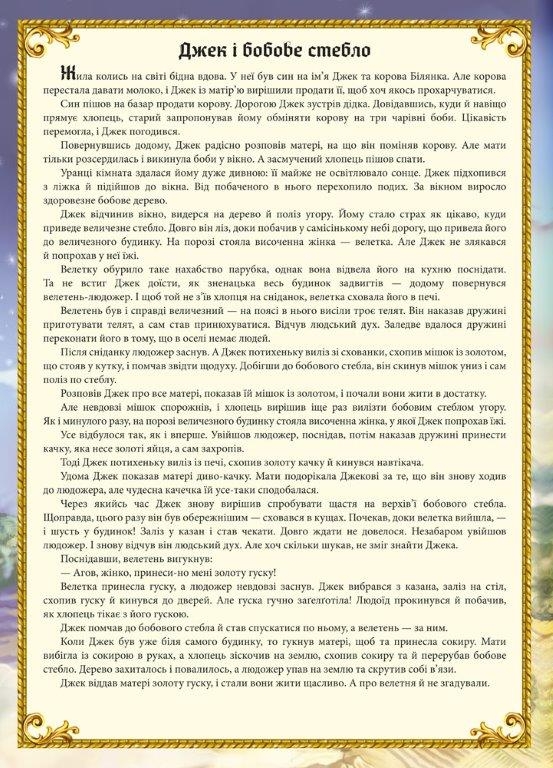 Джек і бобове стебло
Жила колись на світі бідна вдова. У неї був син на ім'я Джек та корова Білянка. Але корова
перестала давати молоко, і Джек із матір'ю вирішили продати її, щоб хоч якось прохарчуватися.
Син пішов на базар продати корову. Дорогою Джек зустрів дідка. Довідавшись, куди й навіщо
прямує хлопець, старий запропонував йому обміняти корову на три чарівні боби. Цікавість
перемогла, і Джек погодився.
Повернувшись додому, Джек радісно розповів матері, на що він поміняв корову. Але мати
тільки розсердилась і викинула боби у вікно. А засмучений хлопець пішов спати.
Уранці кімната здалася йому дуже дивною: її майже не освітлювало сонце. Джек підхопився
з ліжка й підійшов до вікна. Від побаченого в нього перехопило подих. За вікном виросло
здоровезне бобове дерево.
Джек відчинив вікно, видерся на дерево й поліз угору. Йому стало страх як цікаво, куди
приведе величезне стебло. Довго він ліз, доки побачив у самісінькому небі дорогу, що привела його
до величезного будинку. На порозі стояла височенна жінка — велетка. Але Джек не злякався
й попрохав у неї їжі.
Велетку обурило таке нахабство парубка, однак вона відвела його на кухню поснідати.
Та не встиг Джек доїсти, як зненацька весь будинок задвигтів — додому повернувся
велетень-людожер. І щоб той не з'їв хлопця на сніданок, велетка сховала його в печі.
Велетень був і справді величезний — на поясі в нього висіли троє телят. Він наказав дружині
приготувати телят, а сам став принюхуватися. Відчув людський дух. Заледве вдалося дружині
переконати його в тому, що в оселі немає людей.
Після сніданку людожер заснув. А Джек потихеньку виліз зі схованки, схопив мішок із золотом,
що стояв у кутку, і помчав звідти щодуху. Добігши до бобового стебла, він скинув мішок униз і сам
поліз по стеблу.
Розповів Джек про все матері, показав їй мішок із золотом, і почали вони жити в достатку.
Але невдовзі мішок спорожнів, і хлопець вирішив іще раз вилізти бобовим стеблом угору.
Як і минулого разу, на порозі величезного будинку стояла височенна жінка, у якої Джек попрохав їжі.
Усе відбулося так, як і вперше. Увійшов людожер, поснідав, потім наказав дружині принести
качку, яка несе золоті яйця, а сам захропів.
Тоді Джек потихеньку виліз із печі, схопив золоту качку й кинувся навтікача.
Удома Джек показав матері диво-качку. Мати подорікала Джекові за те, що він знову ходив
до людожера, але чудесна качечка їй усе-таки сподобалася.
Через якийсь час Джек знову вирішив спробувати щастя на верхів'ї бобового стебла.
Щоправда, цього разу він був обережнішим — сховався в кущах. Почекав, доки велетка вийшла, —
і шусть у будинок! Заліз у казан і став чекати. Довго ждати не довелося. Незабаром увійшов
людожер. І знову відчув він людський дух. Але хоч скільки шукав, не зміг знайти Джека.
Поснідавши, велетень вигукнув:
— Агов, жінко, принеси-но мені золоту гуску!
Велетка принесла гуску, а людожер невдовзі заснув. Джек вибрався з казана, заліз на стіл,
схопив гуску й кинувся до дверей. Але гуска гучно заґелґотіла! Людоїд прокинувся й побачив,
як хлопець тікає з його гускою.
Джек помчав до бобового стебла й став спускатися по ньому, а велетень — за ним.
Коли Джек був уже біля самого будинку, то гукнув матері, щоб та принесла сокиру. Мати
вибігла із сокирою в руках, а хлопець зіскочив на землю, схопив сокиру та й перерубав бобове
стебло. Дерево захиталось і повалилось, а людожер упав на землю та скрутив собі в'язи.
Джек віддав матері золоту гуску, і стали вони жити щасливо. А про велетня й не згадували.